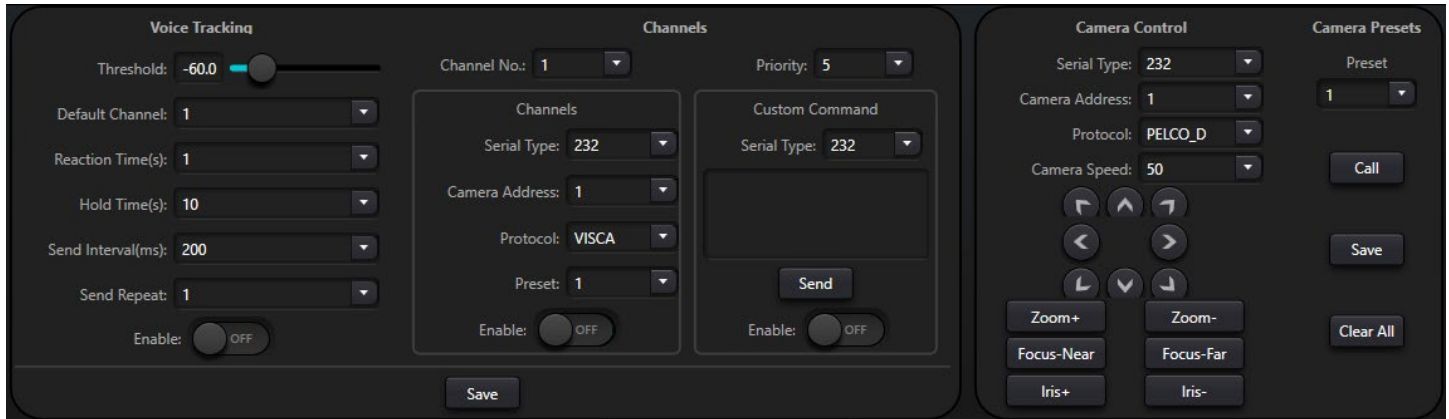 Voice Tracking
Threshold: -60.0
Default Channel: 1
Reaction Time(s): 1
Hold Time(s): 10
Send Interval(ms): 200
Send Repeat: 1
Enable: OFF
Channels
Channel No.: 1
Priority: 5
Channels
Serial Type: 232
Camera Address: 1
Protocol: VISCA
Preset: 1
Enable: OFF
Custom Command
Serial Type: 232
Send
Enable: OFF
Save
Camera Control
Serial Type: 232
Camera Address: 1
Protocol: PELCO_D
Camera Speed: 50
Zoom+ Zoom-
Focus-Near Focus-Far
Iris+ Iris-
Camera Presets
Preset
1
Call
Save
Clear All